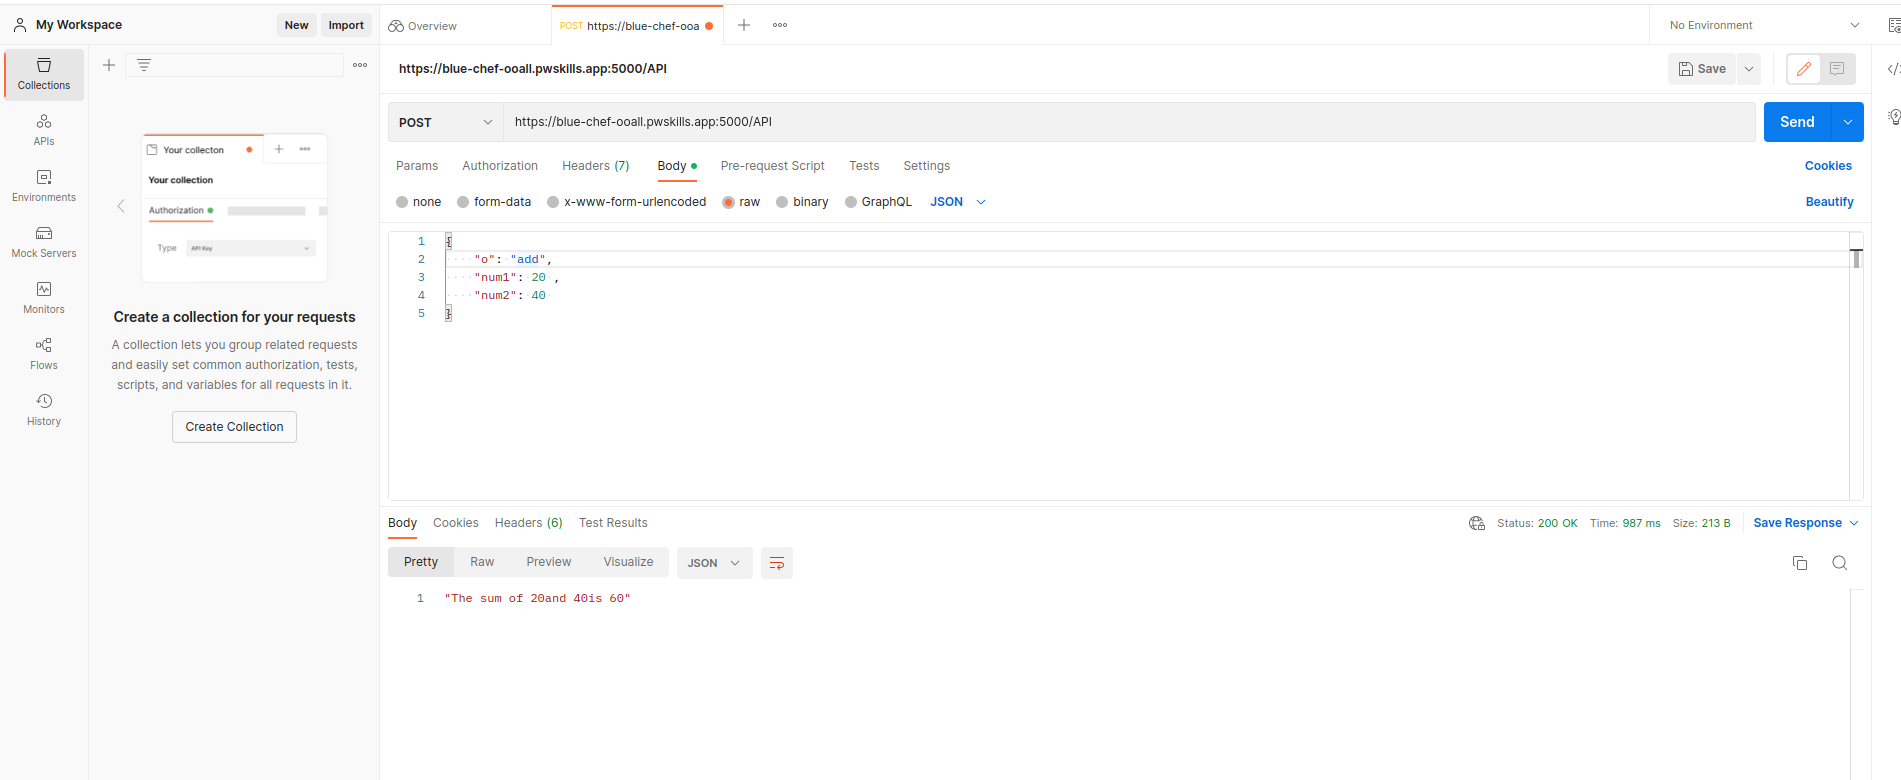 My Workspace
New
Import
Overview
POST https://blue-chef-ooa
No Environment
Collections
APIs
Environments
Mock Servers
Monitors
Flows
History
Your collecton
Your collection
Authorization
Type
API Key
Create a collection for your requests
A collection lets you group related requests
and easily set common authorization, tests,
scripts, and variables for all requests in it.
Create Collection
https://blue-chef-ooall.pwskills.app:5000/API
Save
POST
https://blue-chef-ooall.pwskills.app:5000/API
Send
Params
Authorization
Headers (7)
Body
Pre-request Script
Tests
Settings
Cookies
none
form-data
x-www-form-urlencoded
raw
binary
GraphQL
JSON
Beautify
1 {
2 "o": "add",
3 "num1": 20 ,
4 "num2": 40
5 }
Body
Cookies
Headers (6)
Test Results
Status: 200 OK
Time: 987 ms
Size: 213 B
Save Response
Pretty
Raw
Preview
Visualize
JSON
1 "The sum of 20and 40is 60"